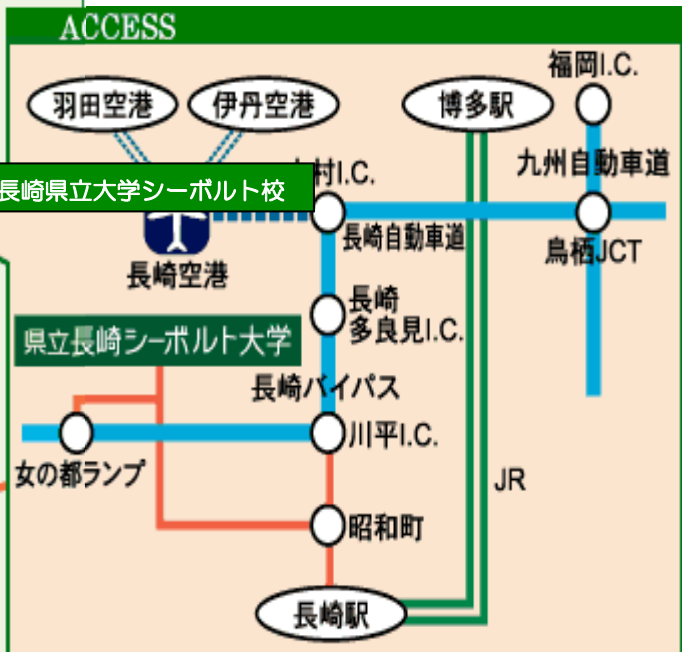 ACCESS
福岡I.C.
羽田空港
伊丹空港
博多駅
九州自動車道
村I.C.
長崎県立大学シーボルト校
長崎自動車道
鳥栖JCT
長崎空港
長崎
多良見I.C.
県立長崎シーボルト大学
長崎バイパス
川平I.C.
女の都ランプ
JR
昭和町
長崎駅